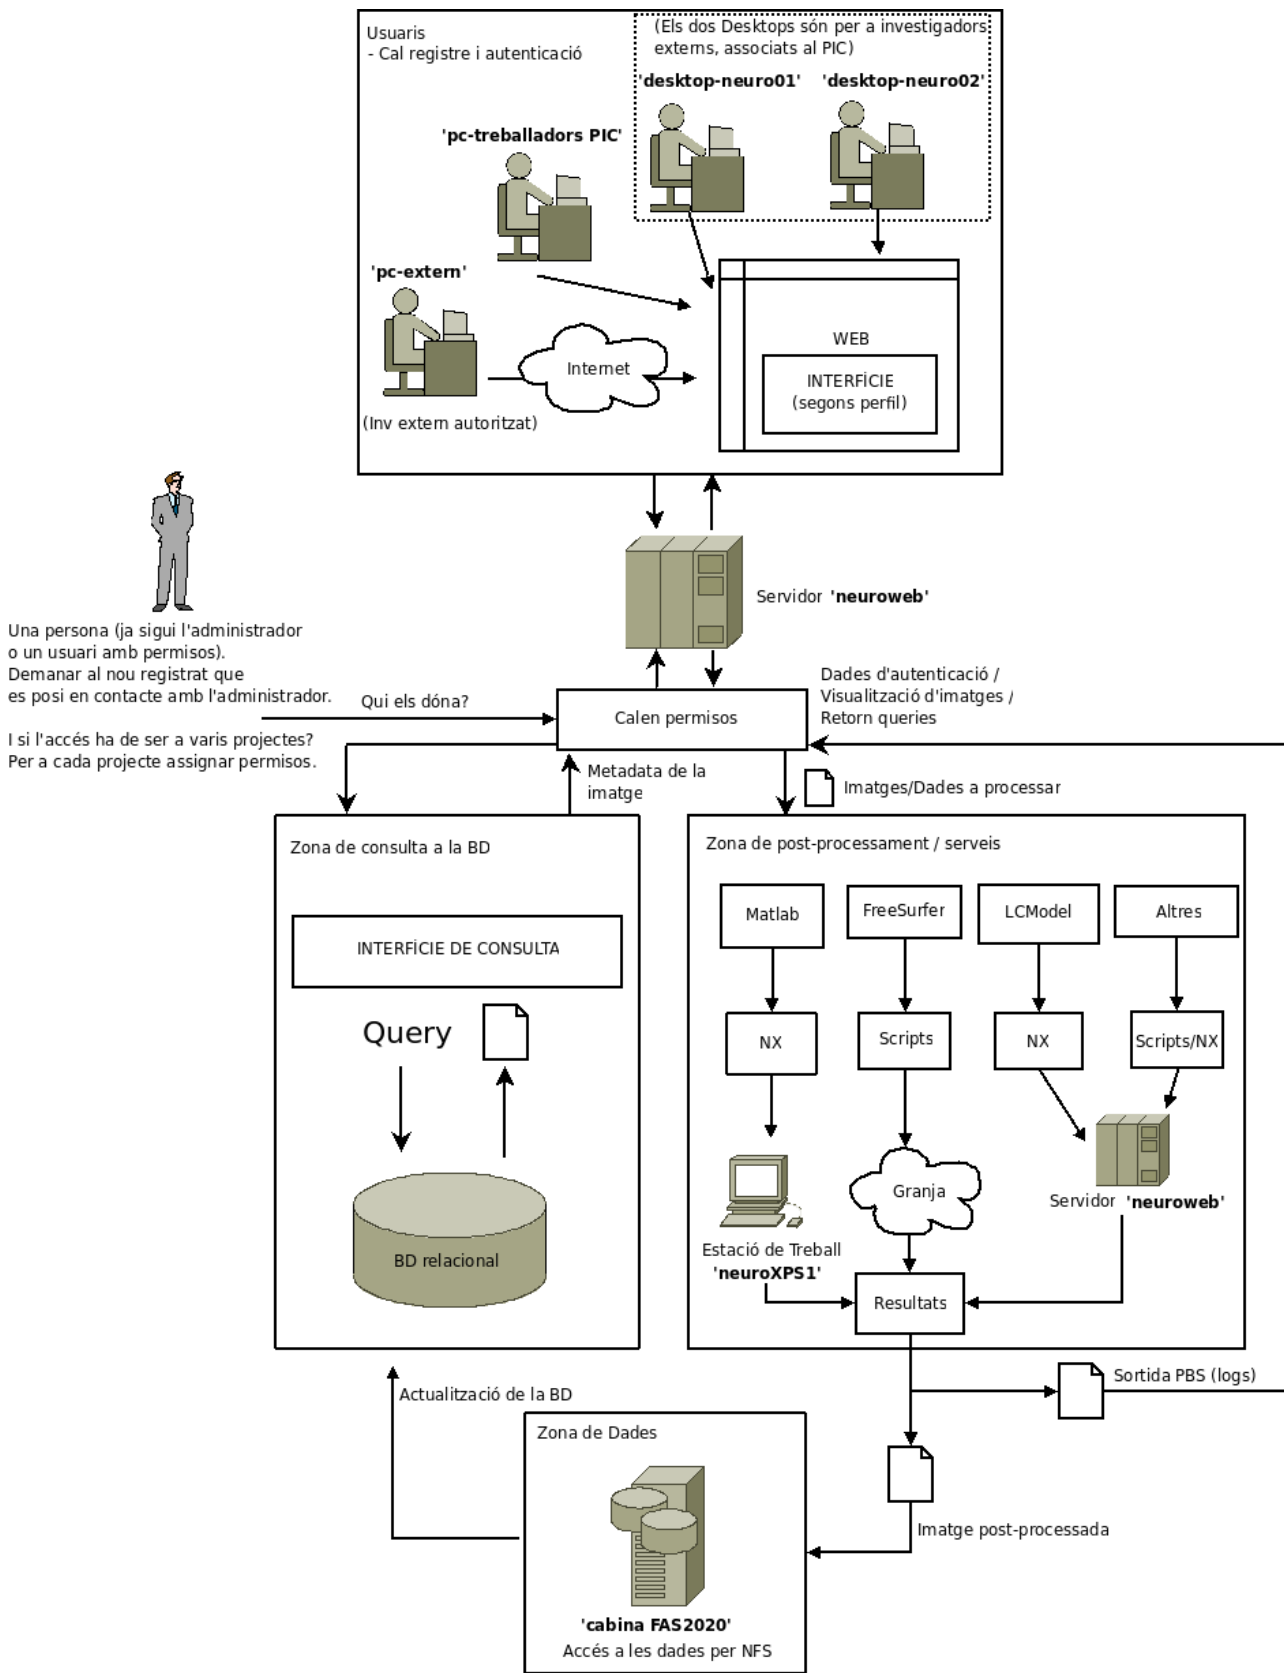 Usuaris
- Cal registre i autenticació
(Els dos Desktops són per a investigadors
externs, associats al PIC)
'desktop-neuro01'
'desktop-neuro02'
'pc-treballadors PIC'
'pc-extern'
(Inv extern autoritzat)
Internet
WEB
INTERFÍCIE
(segons perfil)
Servidor 'neuroweb'
Una persona (ja sigui l'administrador
o un usuari amb permisos).
Demanar al nou registrat que
es posi en contacte amb l'administrador.
I si l'accés ha de ser a varis projectes?
Per a cada projecte assignar permisos.
Qui els dóna?
Calen permisos
Dades d'autenticació /
Visualització d'imatges /
Retorn queries
Metadata de la
imatge
Imatges/Dades a processar
Zona de consulta a la BD
INTERFÍCIE DE CONSULTA
Query
BD relacional
Zona de post-processament / serveis
Matlab
FreeSurfer
LCModel
Altres
NX
Scripts
NX
Scripts/NX
Granja
Estació de Treball
'neuroXPS1'
Servidor 'neuroweb'
Resultats
Sortida PBS (logs)
Actualització de la BD
Zona de Dades
Imatge post-processada
'cabina FAS2020'
Accés a les dades per NFS